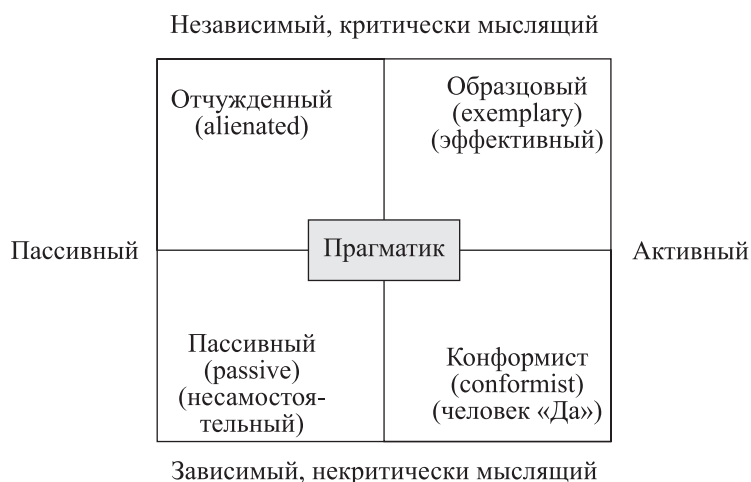 Независимый, критически мыслящий
Отчужденный
(alienated)
Образцовый
(exemplary)
(эффективный)
Пассивный
Прагматик
Активный
Пассивный
(passive)
(несамостоя-
тельный)
Конформист
(conformist)
(человек «Да»)
Зависимый, некритически мыслящий